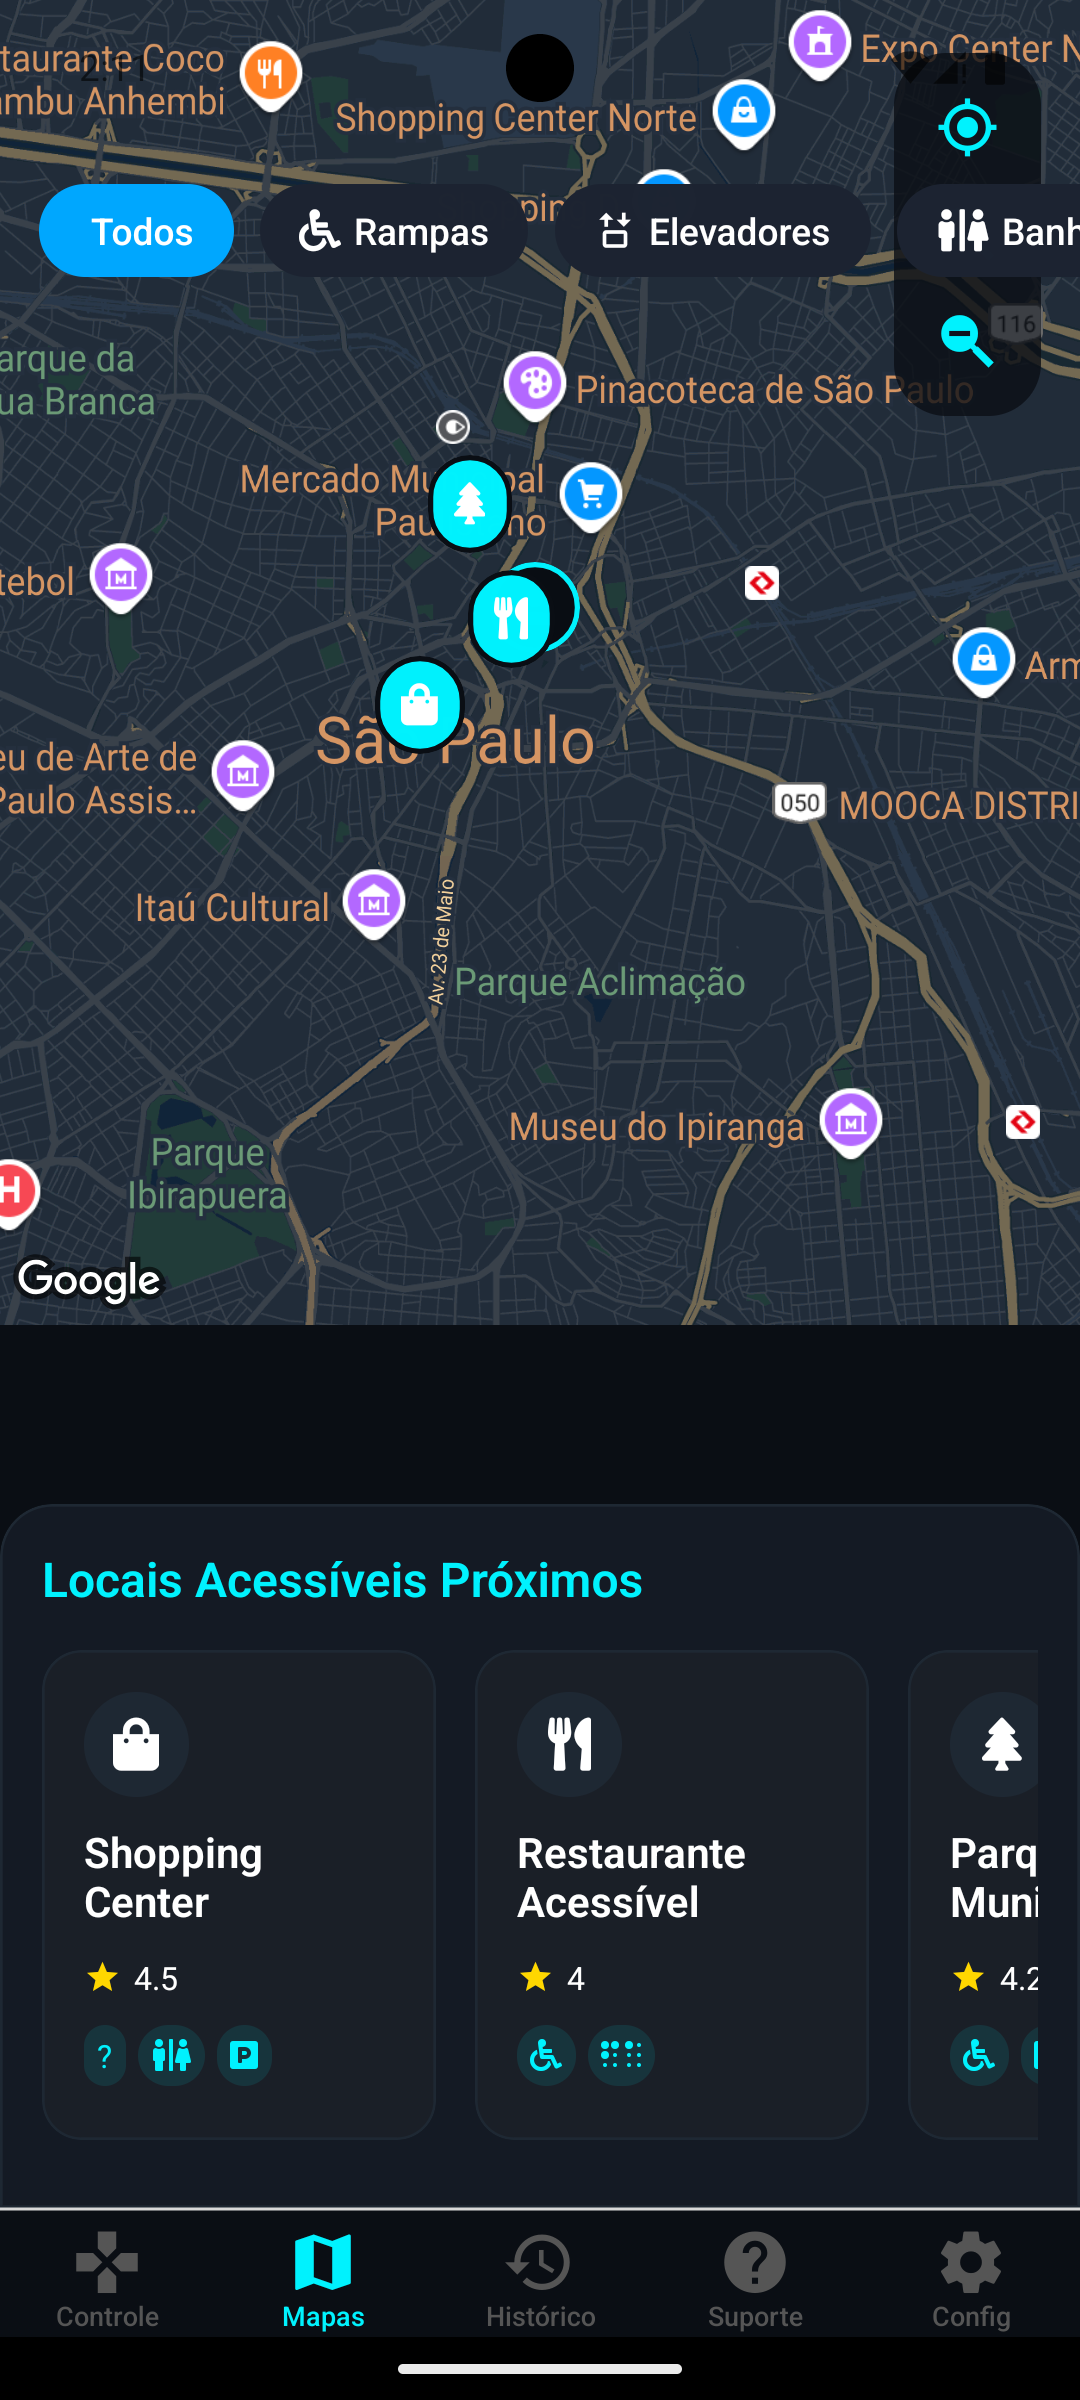 taurante Coco
2:11
ambu Anhembi
Expo Center N
Shopping Center Norte
Todos
Rampas
Elevadores
Banh
116
arque da
ua Branca
Pinacoteca de São Paulo
Mercado Mu pal
Pau no
tebol
Arm
São Paulo
eu de Arte de
Paulo Assis...
050
MOOCA DISTRI
Itaú Cultural
Av. 23 de Maio
Parque Aclimação
Museu do Ipiranga
Parque
Ibirapuera
H
Google
Locais Acessíveis Próximos
Shopping
Center
4.5
?
P
Restaurante
Acessível
4
Parq
Muni
4.2
Controle
Mapas
Histórico
Suporte
Config